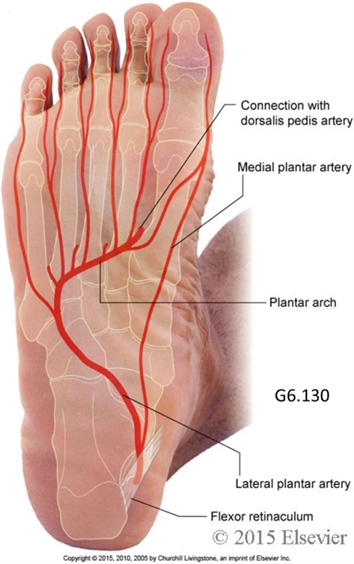 Connection with
dorsalis pedis artery
Medial plantar artery
Plantar arch
G6.130
Lateral plantar artery
Flexor retinaculum
© 2015 Elsevier
Copyright © 2015, 2010, 2005 by Churchill Livingstone, an imprint of Elsevier Inc.